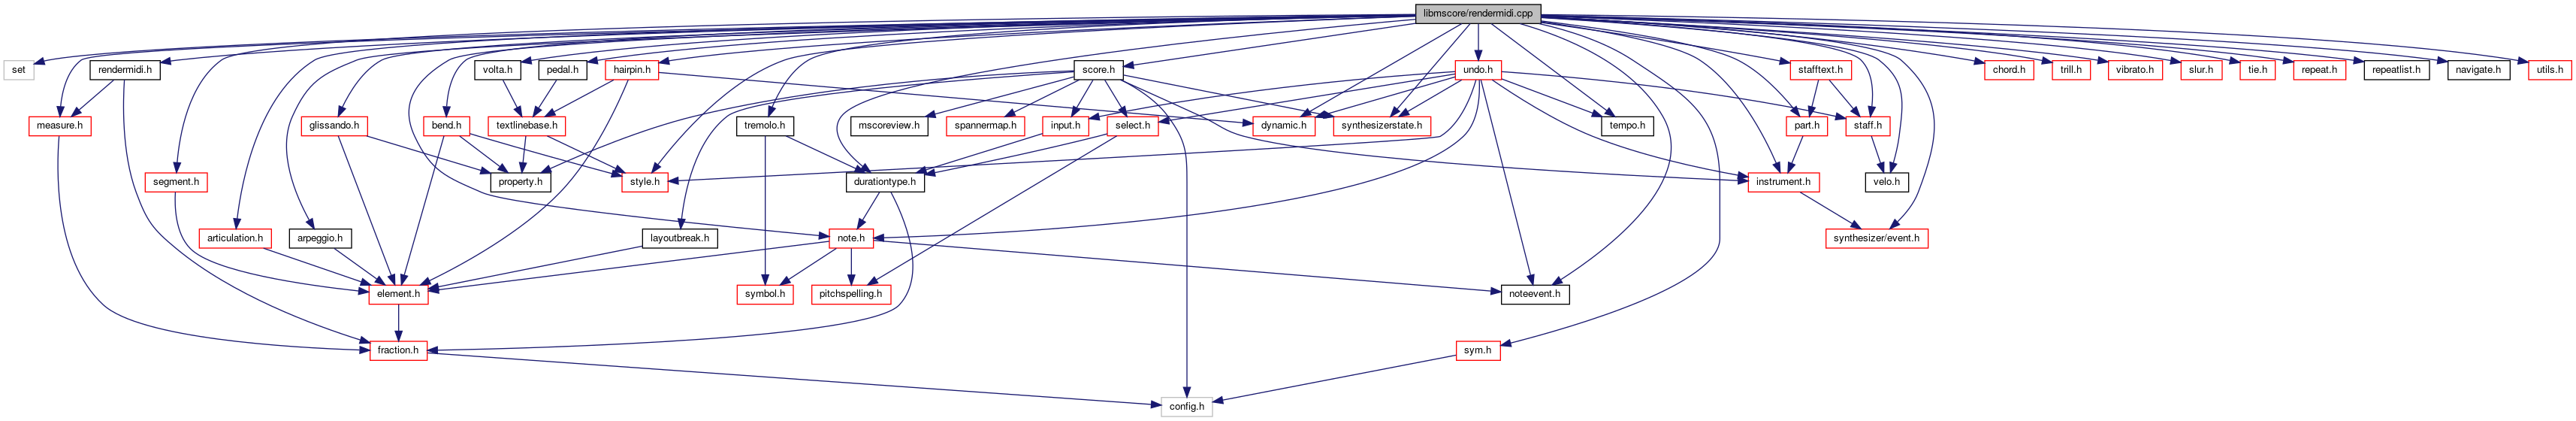 libmscore/rendermidi.cpp
set
rendermidi.h
volta.h
pedal.h
hairpin.h
score.h
undo.h
stafftext.h
chord.h
trill.h
vibrato.h
slur.h
tie.h
repeat.h
repeatlist.h
navigate.h
utils.h
measure.h
glissando.h
bend.h
textlinebase.h
tremolo.h
mscoreview.h
spannermap.h
input.h
select.h
dynamic.h
synthesizerstate.h
tempo.h
part.h
staff.h
segment.h
property.h
style.h
durationtype.h
instrument.h
velo.h
articulation.h
arpeggio.h
layoutbreak.h
note.h
synthesizer/event.h
element.h
symbol.h
pitchspelling.h
noteevent.h
fraction.h
sym.h
config.h